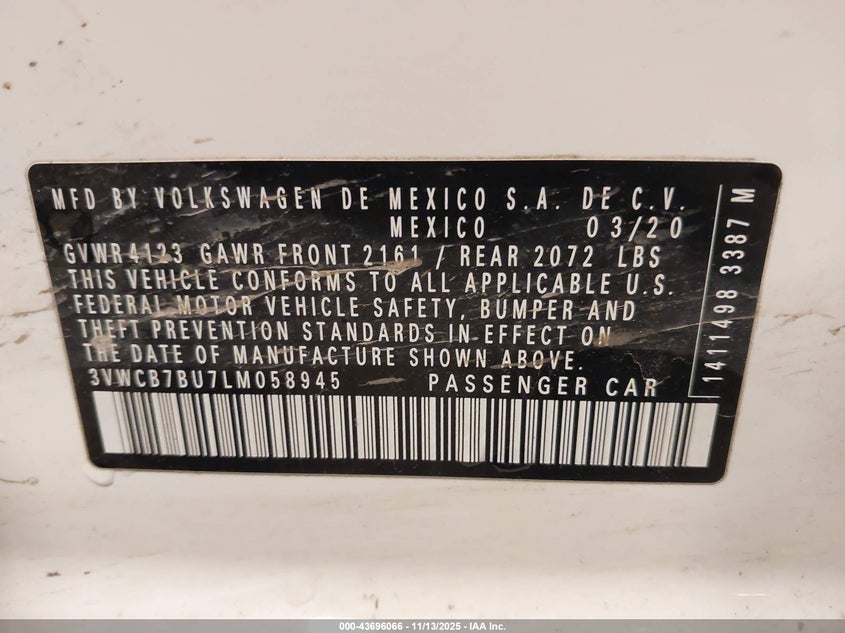 MFD BY VOLKSWAGEN DE MEXICO S.A. DE C.V.
MEXICO 03/20
GVWR4123 GAWR FRONT 2161 / REAR 2072 LBS
THIS VEHICLE CONFORMS TO ALL APPLICABLE U.S.
FEDERAL MOTOR VEHICLE SAFETY, BUMPER AND
THEFT PREVENTION STANDARDS IN EFFECT ON
THE DATE OF MANUFACTURE SHOWN ABOVE.
3VWCB7BU7LM058945 PASSENGER CAR
1411498 3387 M
000-43696066 - 11/13/2025 - IAA Inc.